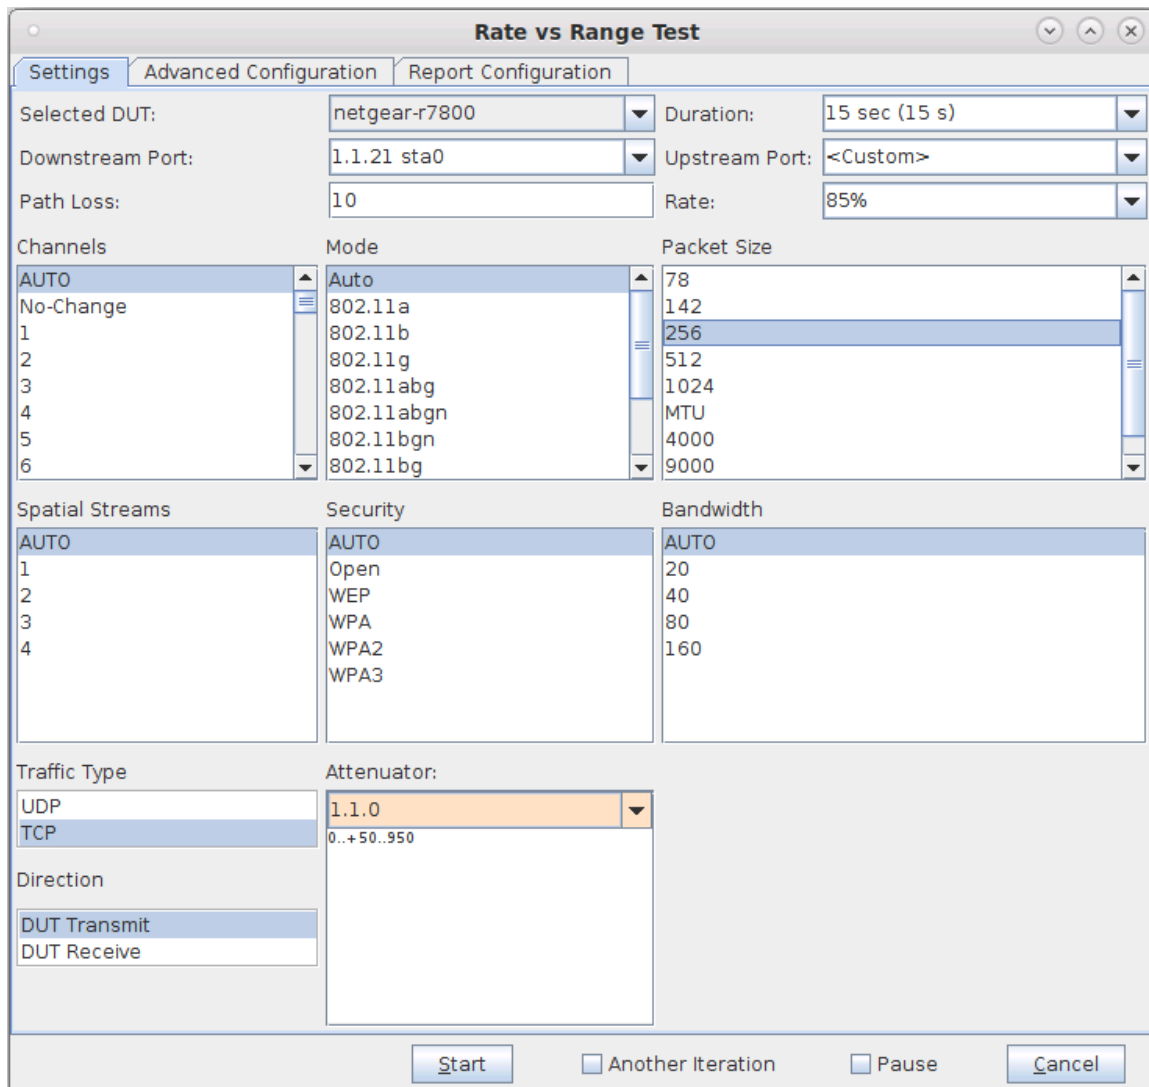 Rate vs Range Test
Settings Advanced Configuration Report Configuration
Selected DUT: netgear-r7800 Duration: 15 sec (15 s)
Downstream Port: 1.1.21 sta0 Upstream Port: <Custom>
Path Loss: 10 Rate: 85%
Channels Mode Packet Size
AUTO Auto 78
No-Change 802.11a 142
1 802.11b 256
2 802.11g 512
3 802.11abg 1024
4 802.11abgn MTU
5 802.11bgn 4000
6 802.11bg 9000
Spatial Streams Security Bandwidth
AUTO AUTO AUTO
1 Open 20
2 WEP 40
3 WPA 80
4 WPA2 160
WPA3
Traffic Type Attenuator:
UDP 1.1.0
TCP 0..+50..950
Direction
DUT Transmit
DUT Receive
Start Another Iteration Pause Cancel